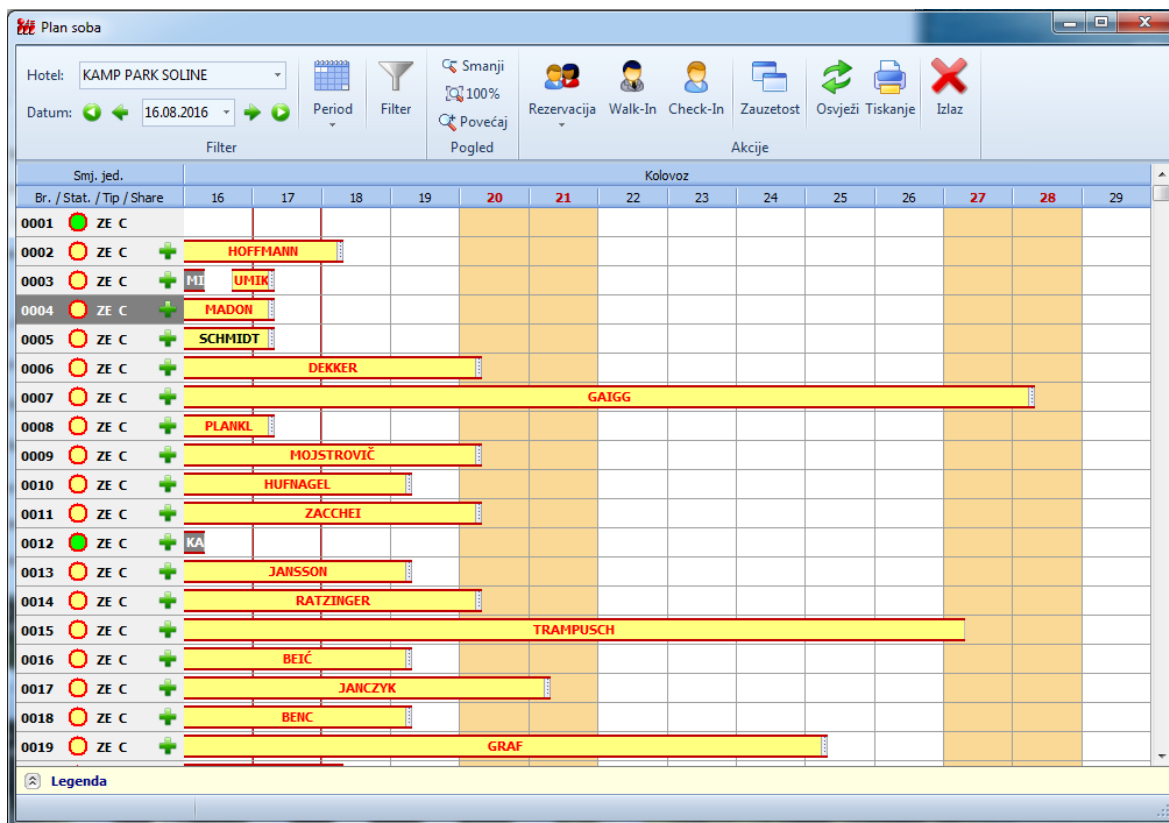 Plan soba
Hotel: KAMP PARK SOLINE
Datum: 16.08.2016
Period
Filter
Filter
Smanji
100%
Povećaj
Pogled
Rezervacija Walk-In Check-In Zauzetost Osvježi Tiskanje Izlaz
Akcije
Smj. jed. Kolovoz
Br. / Stat. / Tip / Share 16 17 18 19 20 21 22 23 24 25 26 27 28 29
0001 ZE C
0002 ZE C HOFFMANN
0003 ZE C MI UMIK
0004 ZE C MADON
0005 ZE C SCHMIDT
0006 ZE C DEKKER
0007 ZE C GAIGG
0008 ZE C PLANKL
0009 ZE C MOJSTROVIČ
0010 ZE C HUFNAGEL
0011 ZE C ZACCHEI
0012 ZE C KA
0013 ZE C JANSSON
0014 ZE C RATZINGER
0015 ZE C TRAMPUSCH
0016 ZE C BEIĆ
0017 ZE C JANCZYK
0018 ZE C BENC
0019 ZE C GRAF
Legenda